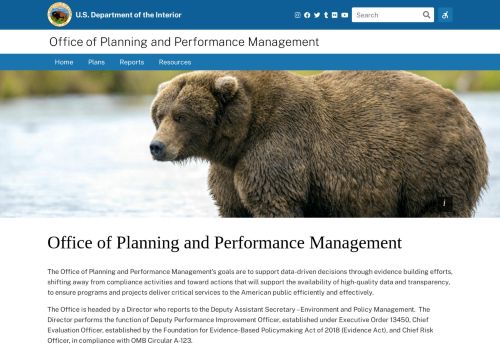 U.S. Department of the Interior
Search
Office of Planning and Performance Management
Home Plans Reports Resources
i
Office of Planning and Performance Management
The Office of Planning and Performance Management's goals are to support data-driven decisions through evidence building efforts,
shifting away from compliance activities and toward actions that will support the availability of high-quality data and transparency,
to ensure programs and projects deliver critical services to the American public efficiently and effectively.
The Office is headed by a Director who reports to the Deputy Assistant Secretary – Environment and Policy Management. The
Director performs the function of Deputy Performance Improvement Officer, established under Executive Order 13450, Chief
Evaluation Officer, established by the Foundation for Evidence-Based Policymaking Act of 2018 (Evidence Act), and Chief Risk
Officer, in compliance with OMB Circular A-123.